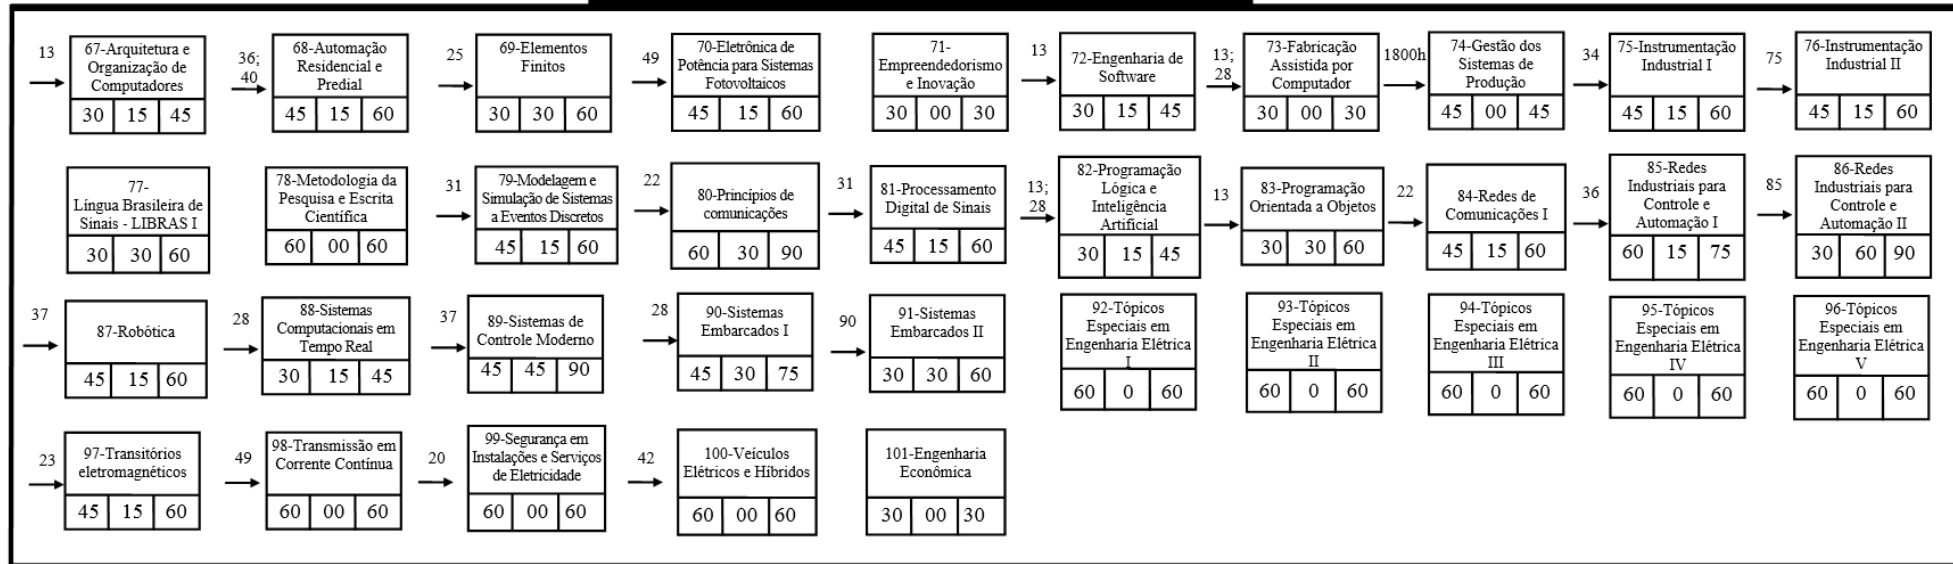 13
67-Arquitetura e
Organização de
Computadores
30 15 45
36;
40
68-Automação
Residencial e
Predial
45 15 60
25
69-Elementos
Finitos
30 30 60
49
70-Eletrônica de
Potência para Sistemas
Fotovoltaicos
45 15 60
71-
Empreendedorismo
e Inovação
30 00 30
13
72-Engenharia de
Software
30 15 45
13;
28
73-Fabricação
Assistida por
Computador
30 00 30
1800h
74-Gestão dos
Sistemas de
Produção
45 00 45
34
75-Instrumentação
Industrial I
45 15 60
75
76-Instrumentação
Industrial II
45 15 60
77-
Língua Brasileira de
Sinais - LIBRAS I
30 30 60
78-Metodologia da
Pesquisa e Escrita
Científica
60 00 60
31
79-Modelagem e
Simulação de Sistemas
a Eventos Discretos
45 15 60
22
80-Princípios de
comunicações
60 30 90
31
81-Processamento
Digital de Sinais
45 15 60
13;
28
82-Programação
Lógica e
Inteligência
Artificial
30 15 45
13
83-Programação
Orientada a Objetos
30 30 60
22
84-Redes de
Comunicações I
45 15 60
36
85-Redes
Industriais para
Controle e
Automação I
60 15 75
85
86-Redes
Industriais para
Controle e
Automação II
30 60 90
37
87-Robótica
45 15 60
28
88-Sistemas
Computacionais em
Tempo Real
30 15 45
37
89-Sistemas de
Controle Moderno
45 45 90
28
90-Sistemas
Embarcados I
45 30 75
90
91-Sistemas
Embarcados II
30 30 60
92-Tópicos
Especiais em
Engenharia Elétrica
I
60 0 60
93-Tópicos
Especiais em
Engenharia Elétrica
II
60 0 60
94-Tópicos
Especiais em
Engenharia Elétrica
III
60 0 60
95-Tópicos
Especiais em
Engenharia Elétrica
IV
60 0 60
96-Tópicos
Especiais em
Engenharia Elétrica
V
60 0 60
23
97-Transitórios
eletromagnéticos
45 15 60
49
98-Transmissão em
Corrente Contínua
60 00 60
20
99-Segurança em
Instalações e Serviços
de Eletricidade
60 00 60
42
100-Veículos
Elétricos e Híbridos
60 00 60
101-Engenharia
Econômica
30 00 30